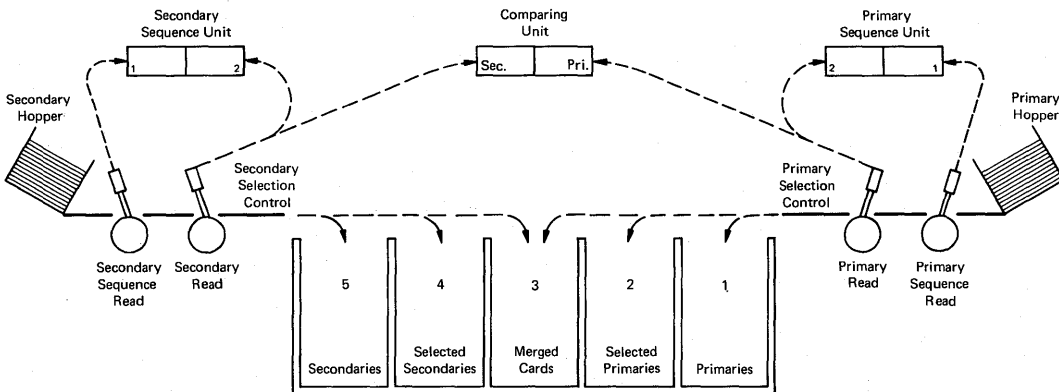 Secondary
Sequence Unit
Comparing
Unit
Primary
Sequence Unit
1
2
Sec.
Pri.
2
1
Secondary
Hopper
Primary
Hopper
Secondary
Selection
Control
Primary
Selection
Control
Secondary
Sequence
Read
Secondary
Read
Primary
Read
Primary
Sequence
Read
5
4
3
2
1
Secondaries
Selected
Secondaries
Merged
Cards
Selected
Primaries
Primaries